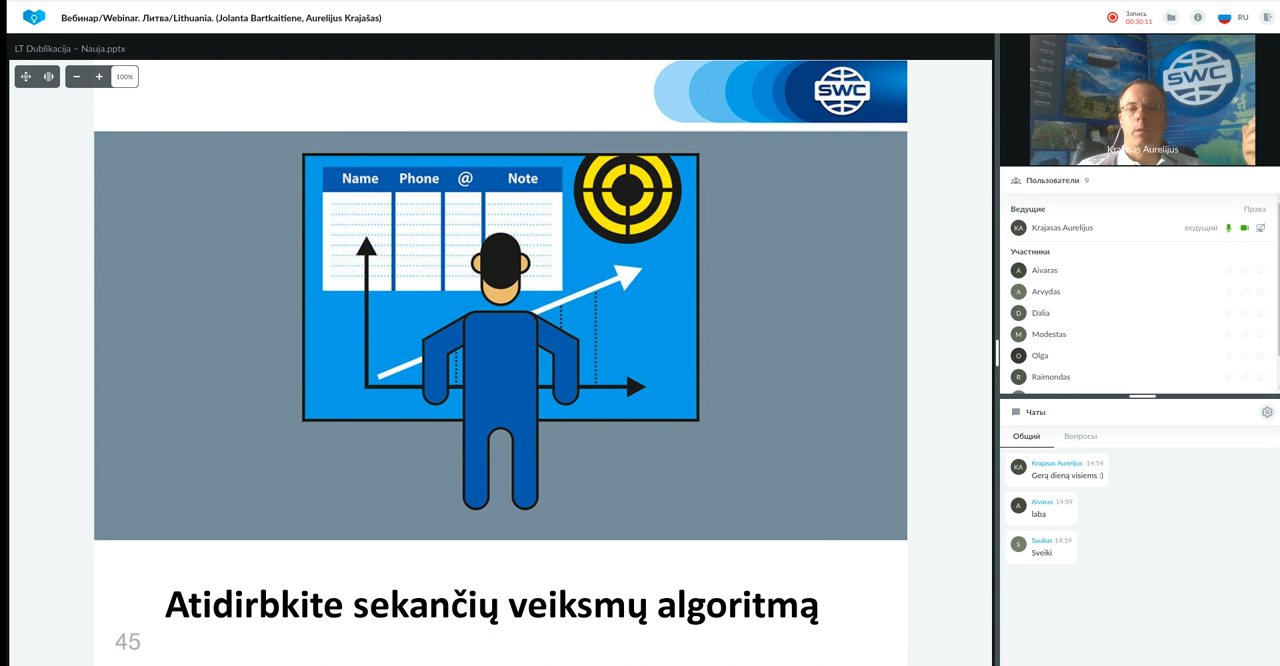 Вебинар/Webinar. Литва/Lithuania. (Jolanta Bartkaitiene, Aurelijus Krajašas)
Запись
00:30:11
RU
LT Dublikacija – Nauja.pptx
100%
SWC
Name Phone @ Note
Atidirbkite sekančių veiksmų algoritmą
45
SWC
Krajasas Aurelijus
Пользователи 9
Ведущие Права
KA Krajasas Aurelijus ведущий
Участники
A Aivaras
A Arvydas
D Dalia
M Modestas
O Olga
R Raimondas
Чаты
Общий Вопросы
KA Krajasas Aurelijus 14:54
Gerą dieną visiems :)
A Aivaras 14:59
laba
S Saulius 14:59
Sveiki